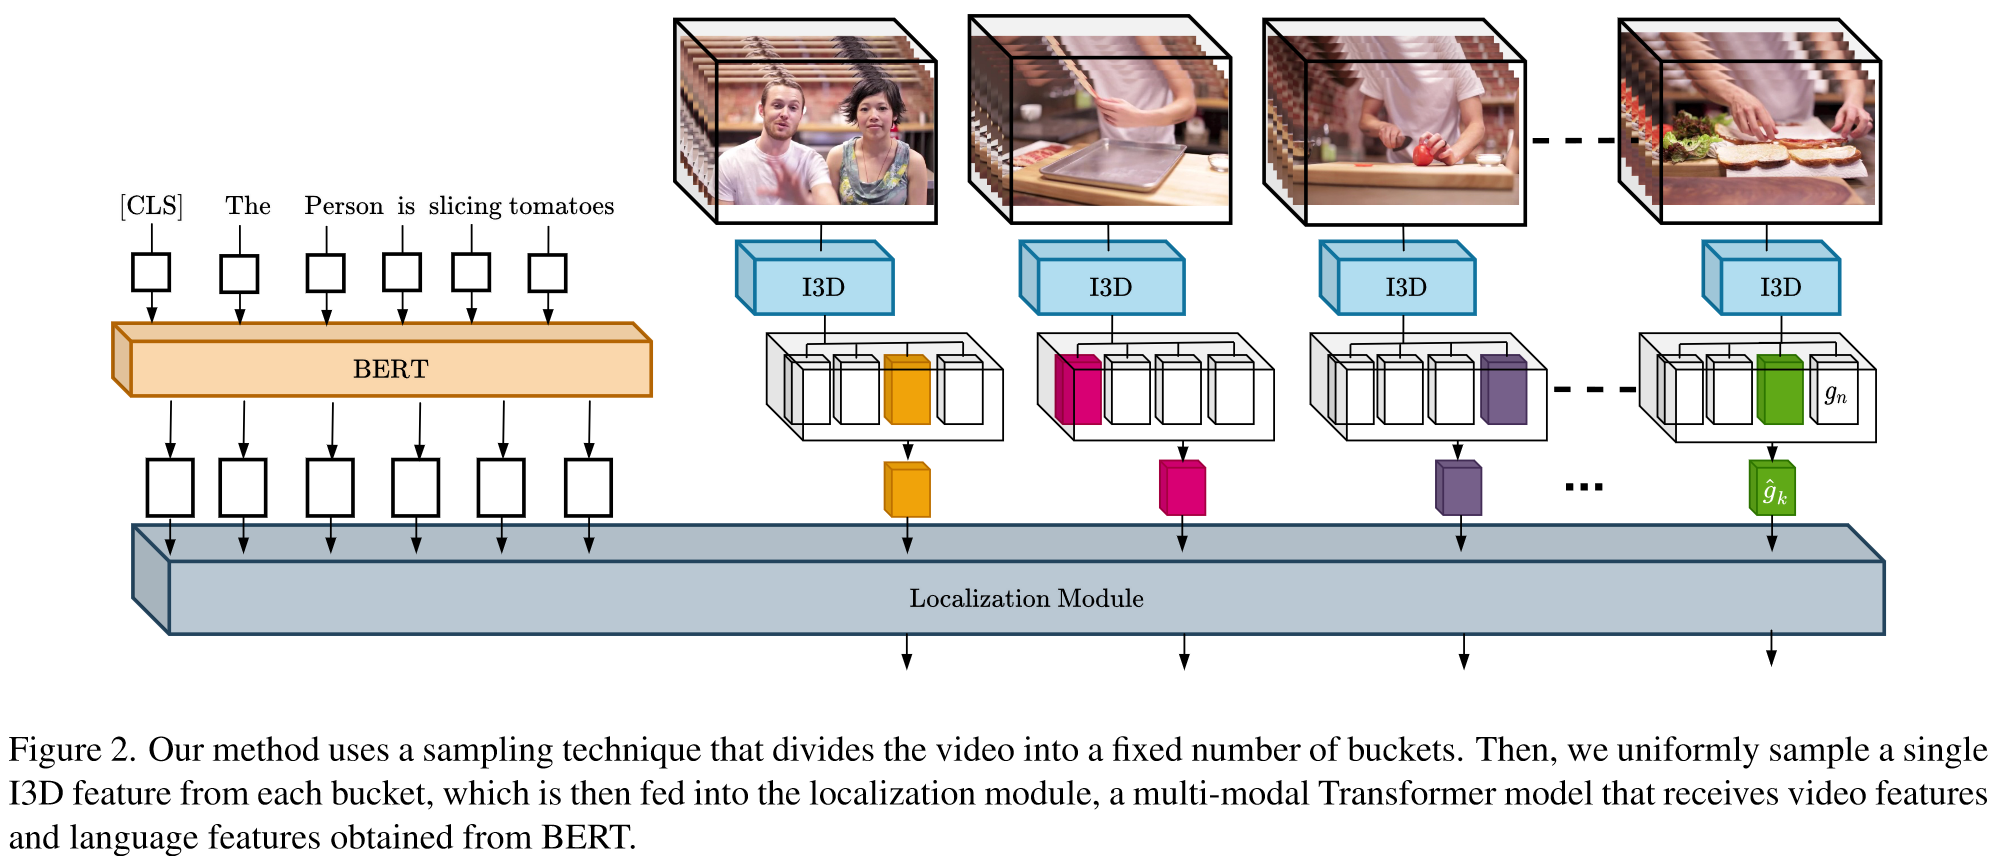 [CLS] The Person is slicing tomatoes
I3D I3D I3D I3D
BERT
g_n
... ĝ_k
Localization Module
Figure 2. Our method uses a sampling technique that divides the video into a fixed number of buckets. Then, we uniformly sample a single
I3D feature from each bucket, which is then fed into the localization module, a multi-modal Transformer model that receives video features
and language features obtained from BERT.